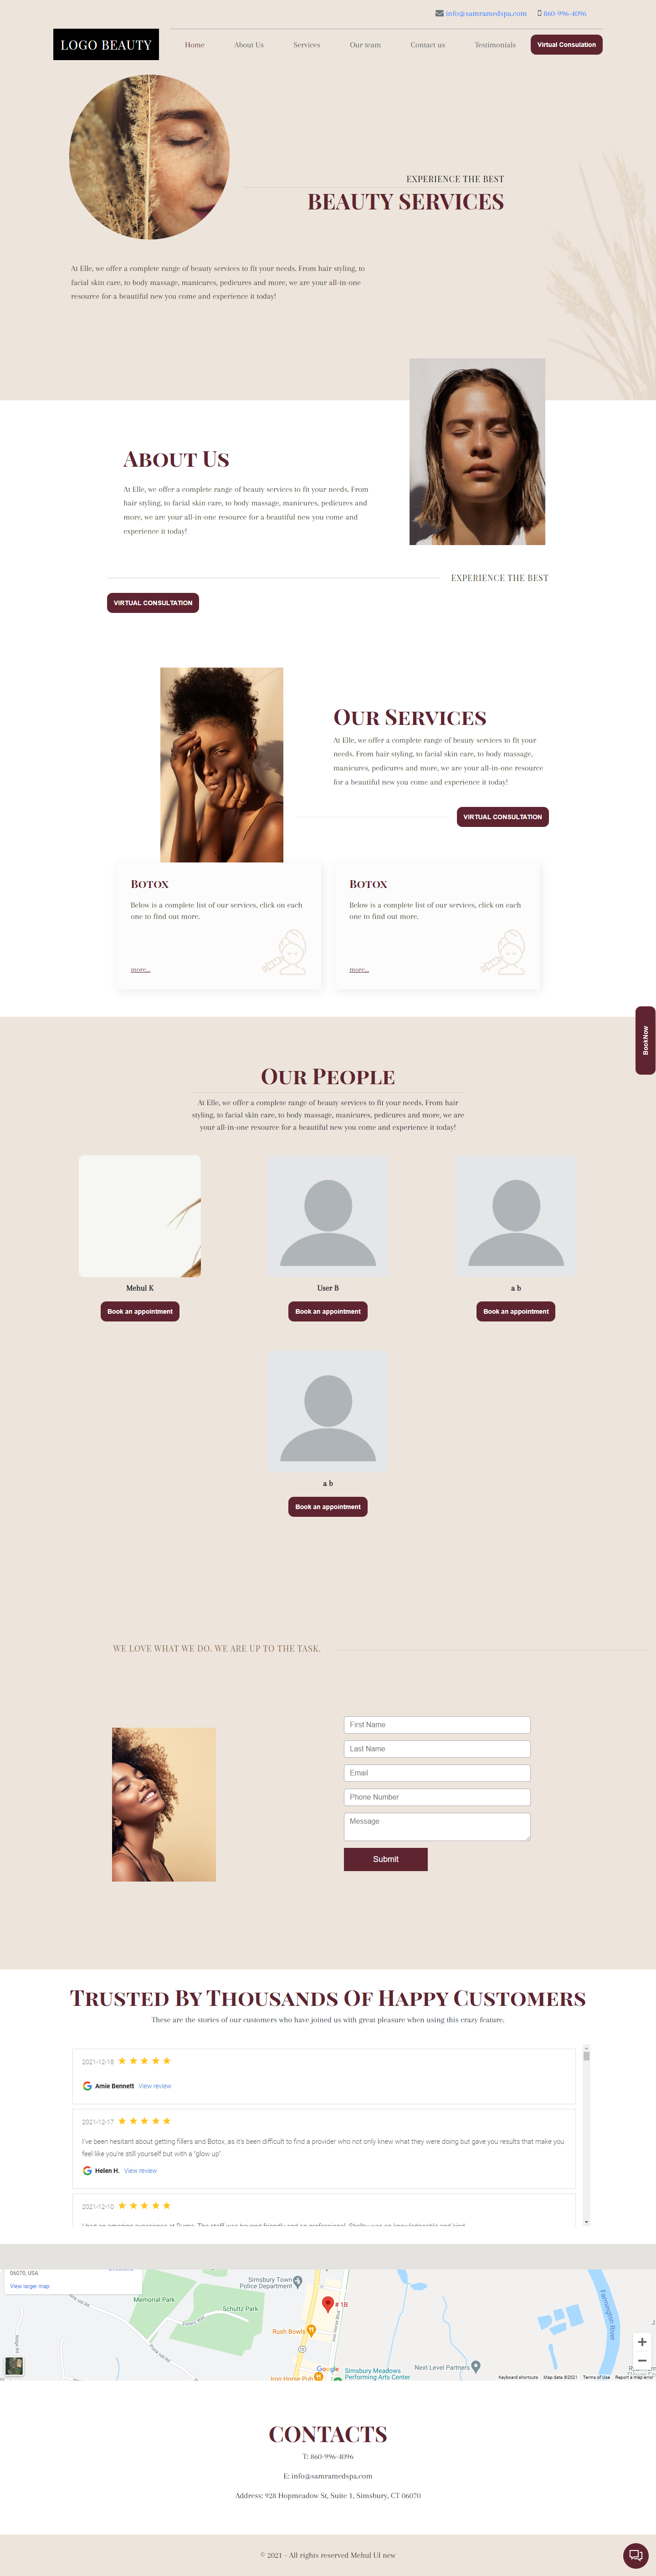 info@samramedspa.com 860-996-4096
LOGO BEAUTY
Home About Us Services Our team Contact us Testimonials Virtual Consulation
EXPERIENCE THE BEST
BEAUTY SERVICES
At Elle, we offer a complete range of beauty services to fit your needs. From hair styling, to
facial skin care, to body massage, manicures, pedicures and more, we are your all-in-one
resource for a beautiful new you come and experience it today!
About Us
At Elle, we offer a complete range of beauty services to fit your needs. From
hair styling, to facial skin care, to body massage, manicures, pedicures and
more, we are your all-in-one resource for a beautiful new you come and
experience it today!
EXPERIENCE THE BEST
VIRTUAL CONSULTATION
Our Services
At Elle, we offer a complete range of beauty services to fit your
needs. From hair styling, to facial skin care, to body massage,
manicures, pedicures and more, we are your all-in-one resource
for a beautiful new you come and experience it today!
VIRTUAL CONSULTATION
Botox
Below is a complete list of our services, click on each
one to find out more.
more...
Botox
Below is a complete list of our services, click on each
one to find out more.
more...
BookNow
Our People
At Elle, we offer a complete range of beauty services to fit your needs. From hair
styling, to facial skin care, to body massage, manicures, pedicures and more, we are
your all-in-one resource for a beautiful new you come and experience it today!
Mehul K
Book an appointment
User B
Book an appointment
a b
Book an appointment
a b
Book an appointment
WE LOVE WHAT WE DO. WE ARE UP TO THE TASK.
First Name
Last Name
Email
Phone Number
Message
Submit
Trusted By Thousands Of Happy Customers
These are the stories of our customers who have joined us with great pleasure when using this crazy feature.
2021-12-18
Amie Bennett View review
2021-12-17
I've been hesitant about getting fillers and Botox, as it's been difficult to find a provider who not only knew what they were doing but gave you results that make you
feel like you're still yourself but with a "glow up".
Helen H. View review
2021-12-10
06070, USA
View larger map
Memorial Park
Schultz Park
Simsbury Town
Police Department
# 1B
Rush Bowls
Iron Horse Pub
Google
Simsbury Meadows
Performing Arts Center
Next Level Partners
Farmington River
Keyboard shortcuts Map data ©2021 Terms of Use Report a map error
CONTACTS
T: 860-996-4096
E: info@samramedspa.com
Address: 928 Hopmeadow St, Suite 1, Simsbury, CT 06070
© 2021 - All rights reserved Mehul UI new